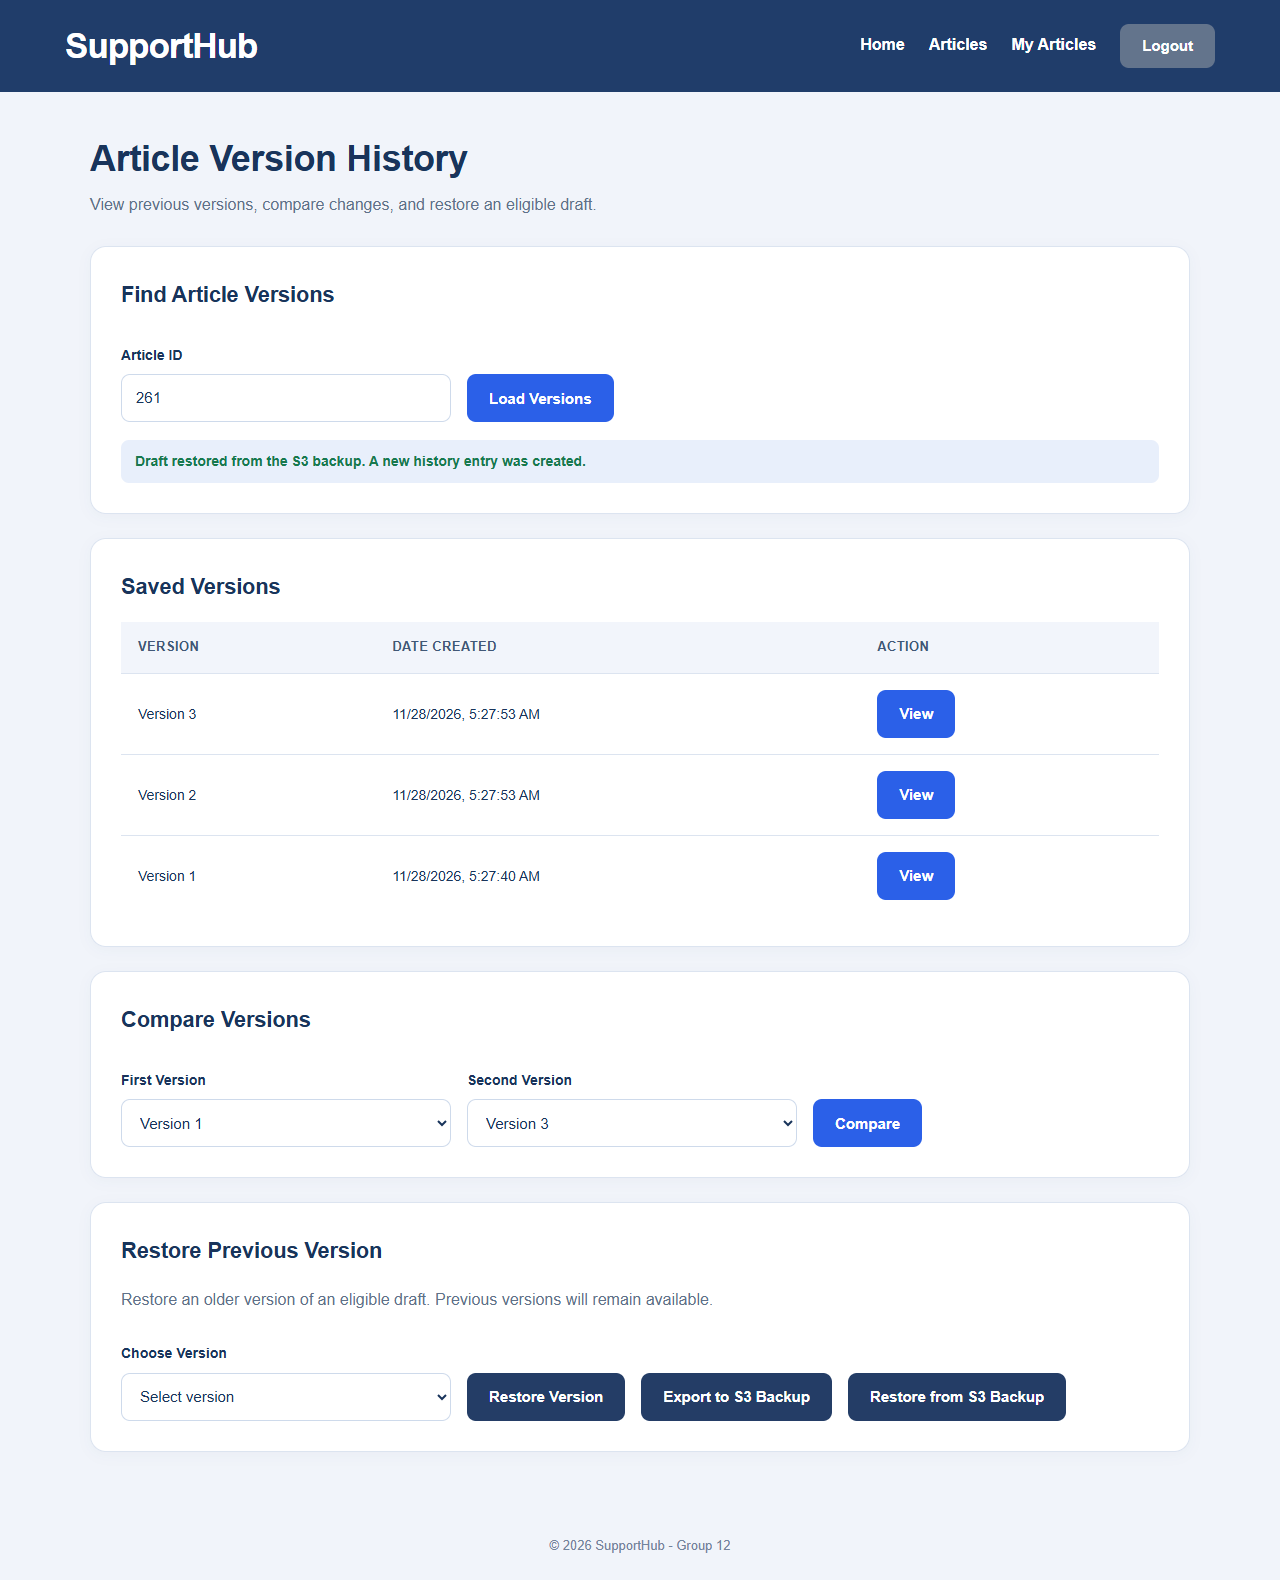 SupportHub
Home Articles My Articles Logout
Article Version History
View previous versions, compare changes, and restore an eligible draft.
Find Article Versions
Article ID
261 Load Versions
Draft restored from the S3 backup. A new history entry was created.
Saved Versions
VERSION DATE CREATED ACTION
Version 3 11/28/2026, 5:27:53 AM View
Version 2 11/28/2026, 5:27:53 AM View
Version 1 11/28/2026, 5:27:40 AM View
Compare Versions
First Version Second Version
Version 1 Version 3 Compare
Restore Previous Version
Restore an older version of an eligible draft. Previous versions will remain available.
Choose Version
Select version Restore Version Export to S3 Backup Restore from S3 Backup
© 2026 SupportHub - Group 12